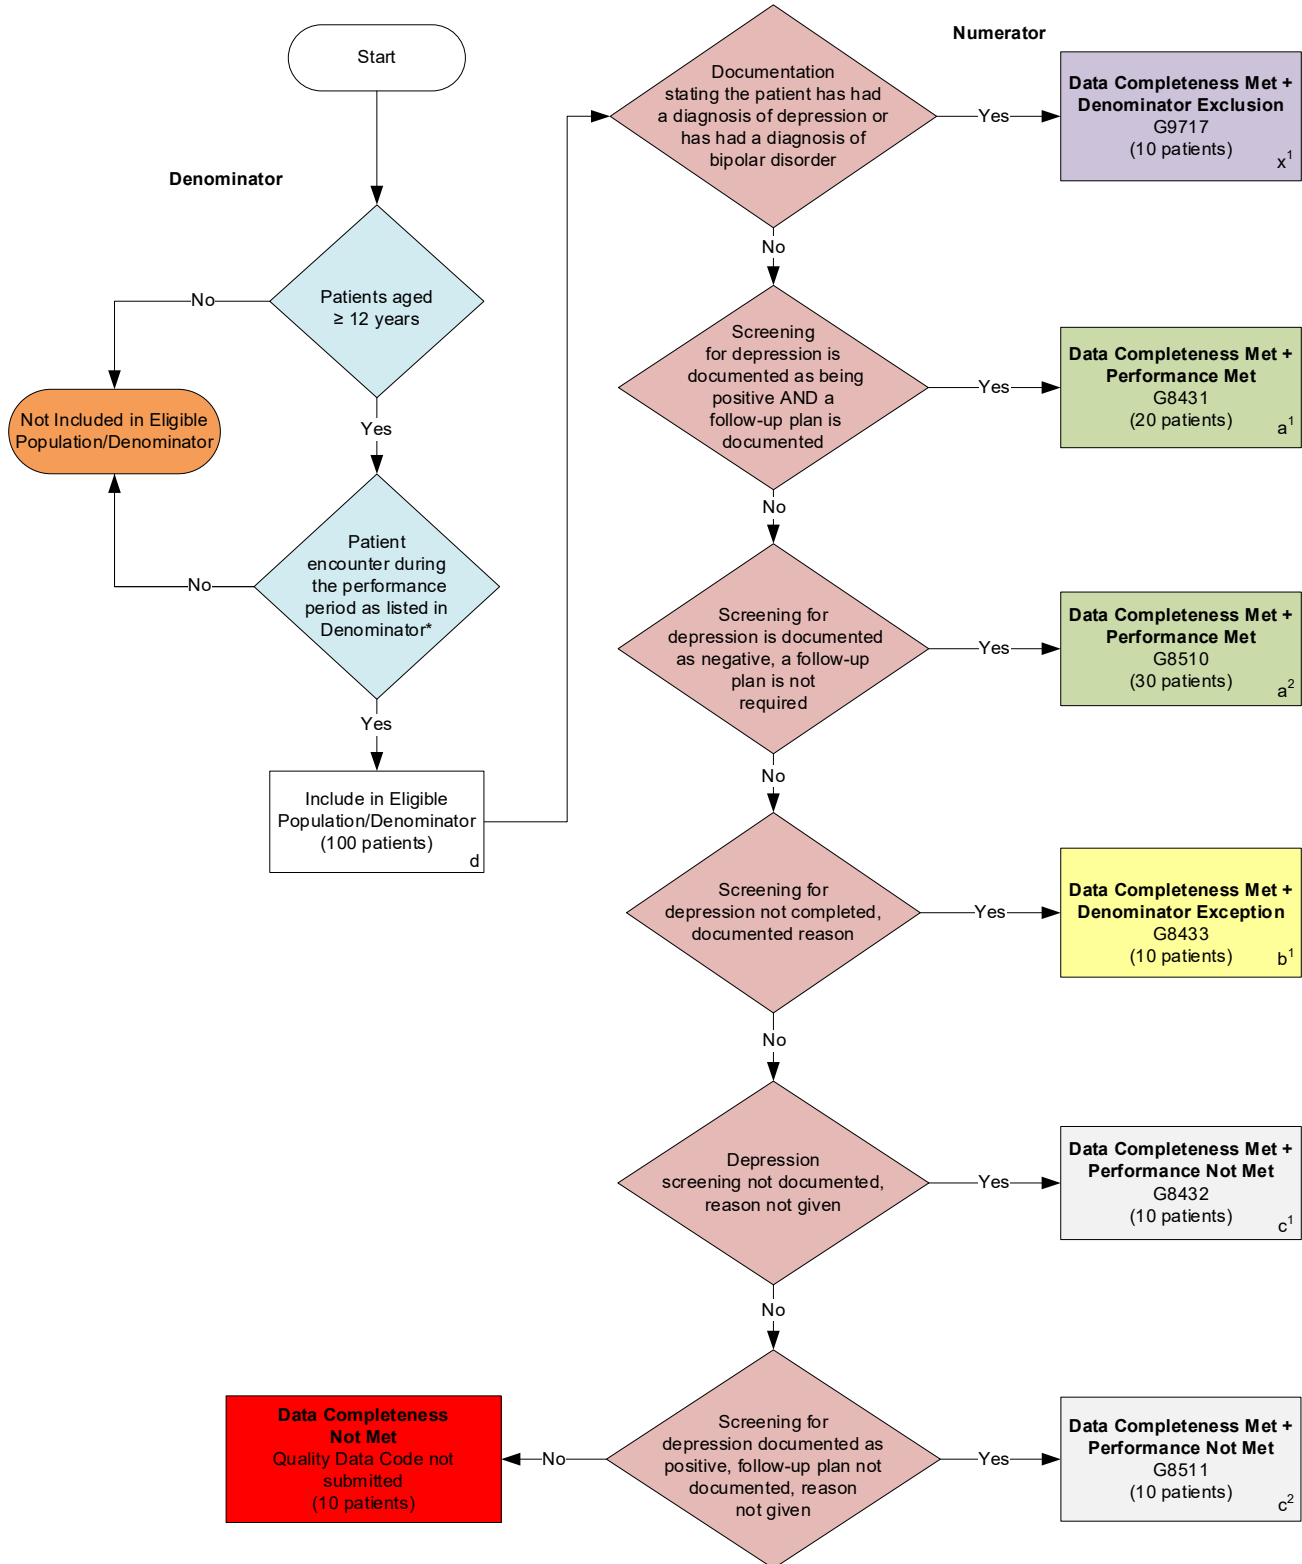 Start
Denominator
Patients aged
≥ 12 years
No
Not Included in Eligible
Population/Denominator
Yes
Patient
encounter during
the performance
period as listed in
Denominator*
No
Yes
Include in Eligible
Population/Denominator
(100 patients)
d
Numerator
Documentation
stating the patient has had
a diagnosis of depression or
has had a diagnosis of
bipolar disorder
Yes
Data Completeness Met +
Denominator Exclusion
G9717
(10 patients)
x¹
No
Screening
for depression is
documented as being
positive AND a
follow-up plan is
documented
Yes
Data Completeness Met +
Performance Met
G8431
(20 patients)
a¹
No
Screening for
depression is documented
as negative, a follow-up
plan is not
required
Yes
Data Completeness Met +
Performance Met
G8510
(30 patients)
a²
No
Screening for
depression not completed,
documented reason
Yes
Data Completeness Met +
Denominator Exception
G8433
(10 patients)
b¹
No
Depression
screening not documented,
reason not given
Yes
Data Completeness Met +
Performance Not Met
G8432
(10 patients)
c¹
No
Screening for
depression documented as
positive, follow-up plan not
documented, reason
not given
Yes
Data Completeness Met +
Performance Not Met
G8511
(10 patients)
c²
No
Data Completeness
Not Met
Quality Data Code not
submitted
(10 patients)